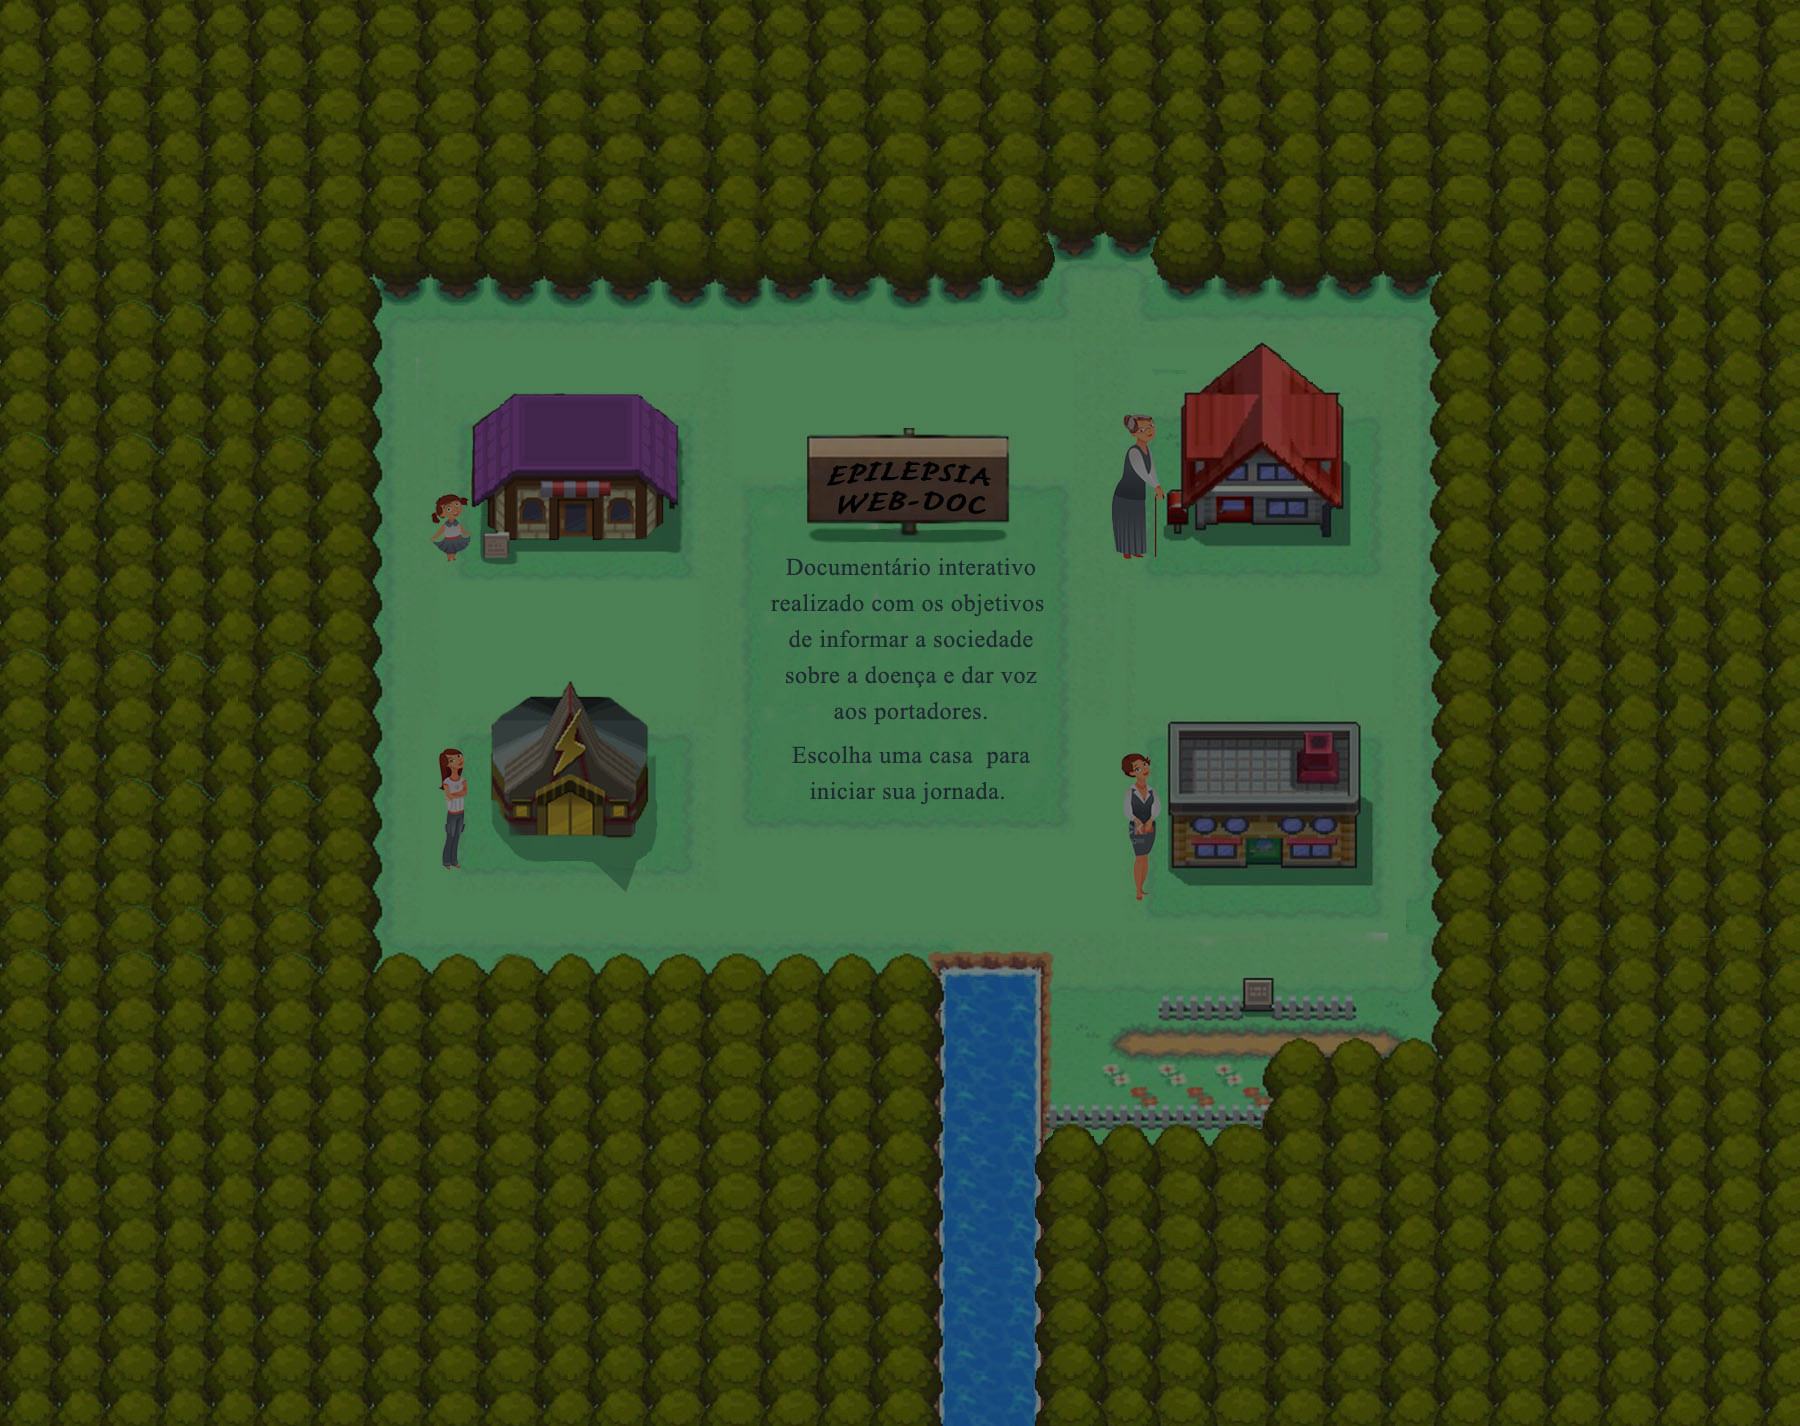 EPILEPSIA
WEB-DOC
Documentário interativo
realizado com os objetivos
de informar a sociedade
sobre a doença e dar voz
aos portadores.
Escolha uma casa para
iniciar sua jornada.